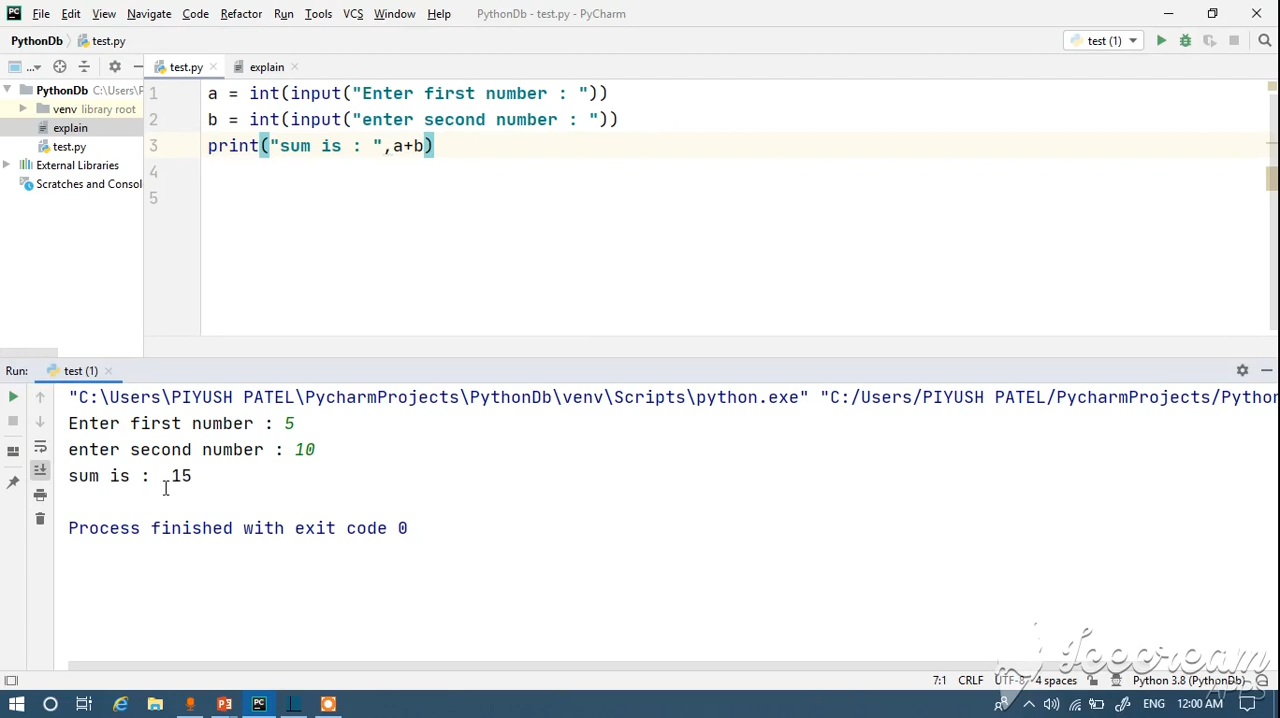 File Edit View Navigate Code Refactor Run Tools VCS Window Help PythonDb - test.py - PyCharm
PythonDb test.py test (1)
... test.py explain
PythonDb C:\Users\P
venv library root
explain
test.py
External Libraries
Scratches and Consol
1 a = int(input("Enter first number : "))
2 b = int(input("enter second number : "))
3 print("sum is : ",a+b)
4
5
Run: test (1)
"C:\Users\PIYUSH PATEL\PycharmProjects\PythonDb\venv\Scripts\python.exe" "C:/Users/PIYUSH PATEL/PycharmProjects/Python
Enter first number : 5
enter second number : 10
sum is :  15
Process finished with exit code 0
Icecream
APPS
7:1 CRLF UTF-8 4 spaces Python 3.8 (PythonDb)
ENG 12:00 AM